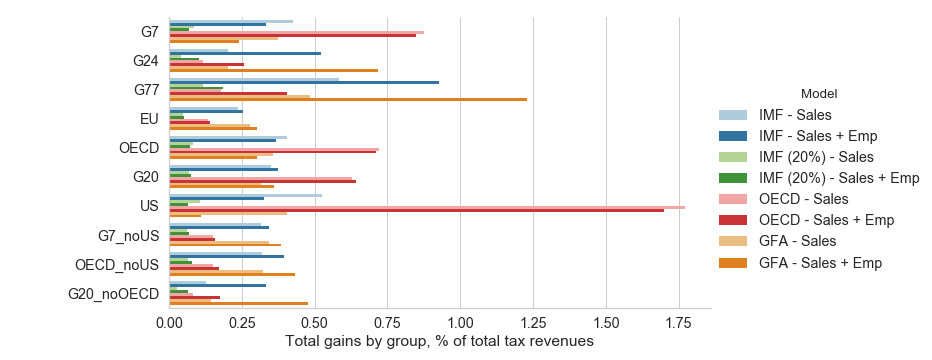 G7
G24
G77
EU
OECD
G20
US
G7_noUS
OECD_noUS
G20_noOECD
0.00 0.25 0.50 0.75 1.00 1.25 1.50 1.75
Total gains by group, % of total tax revenues
Model
IMF - Sales
IMF - Sales + Emp
IMF (20%) - Sales
IMF (20%) - Sales + Emp
OECD - Sales
OECD - Sales + Emp
GFA - Sales
GFA - Sales + Emp